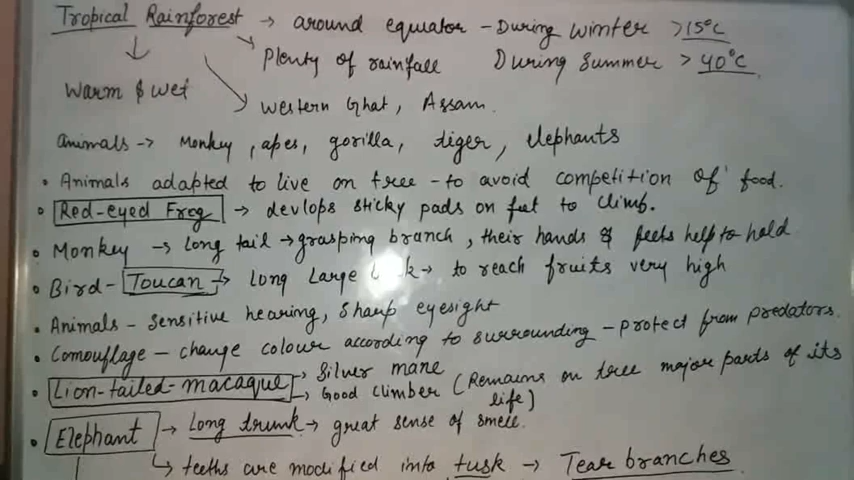 Tropical Rainforest → around equator - During winter >15°C
Plenty of rainfall During summer > 40°C
Warm & wet
Western Ghat, Assam.
Animals → Monkey, apes, gorilla, tiger, elephants
• Animals adapted to live on tree - to avoid competition of food.
• Red-eyed Frog → devlops sticky pads on feet to climb.
• Monkey → long tail → grasping branch, their hands & feets help to hold
• Bird - Toucan → long large → to reach fruits very high
• Animals - sensitive hearing, sharp eyesight
• Comouflage - change colour according to surrounding - protect from predators.
• Lion-tailed-macaque → Silver mane
→ Good climber (Remains on tree major parts of its
life)
• Elephant → Long trunk → great sense of smell.
↳ teeths are modified into tusk → Tear branches